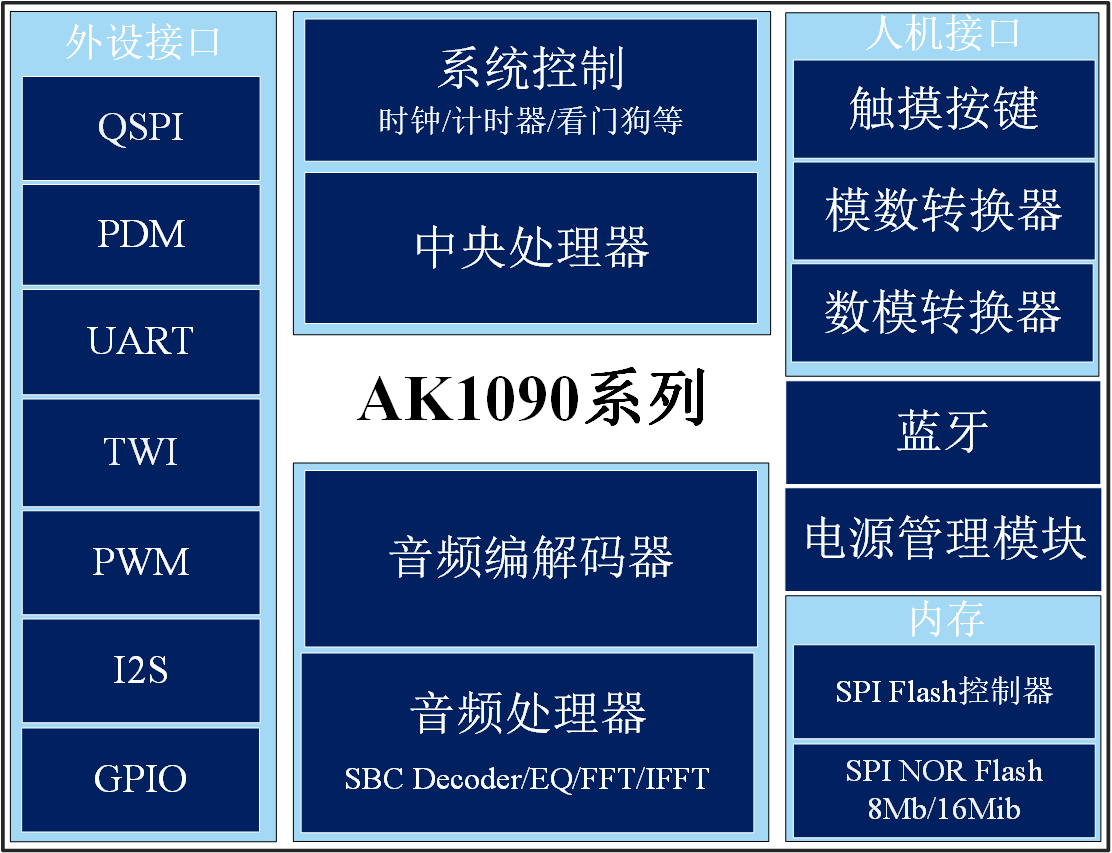 外设接口
QSPI
PDM
UART
TWI
PWM
I2S
GPIO
系统控制
时钟/计时器/看门狗等
中央处理器
AK1090系列
音频编解码器
音频处理器
SBC Decoder/EQ/FFT/IFFT
人机接口
触摸按键
模数转换器
数模转换器
蓝牙
电源管理模块
内存
SPI Flash控制器
SPI NOR Flash
8Mb/16Mib